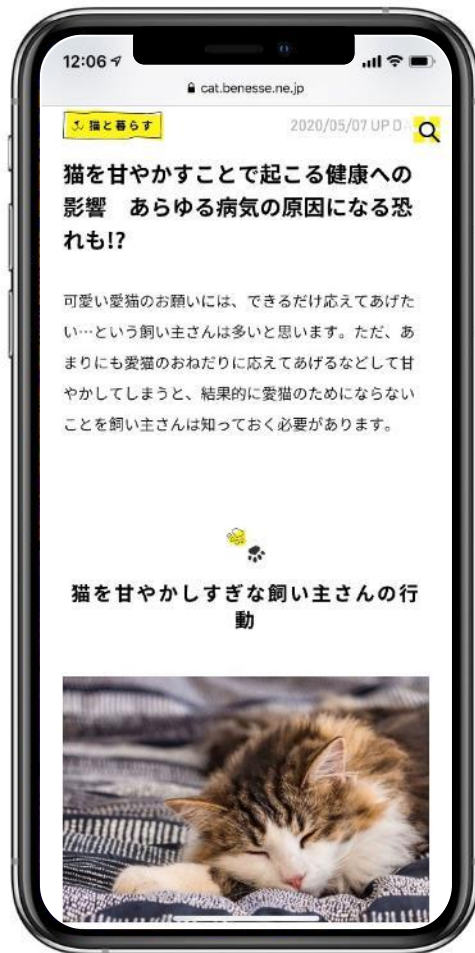 12:06
cat.benesse.ne.jp
猫と暮らす
2020/05/07 UP D
猫を甘やかすことで起こる健康への
影響　あらゆる病気の原因になる恐
れも!?
可愛い愛猫のお願いには、できるだけ応えてあげた
い…という飼い主さんは多いと思います。ただ、あ
まりにも愛猫のおねだりに応えてあげるなどして甘
やかしてしまうと、結果的に愛猫のためにならない
ことを飼い主さんは知っておく必要があります。
猫を甘やかしすぎな飼い主さんの行
動